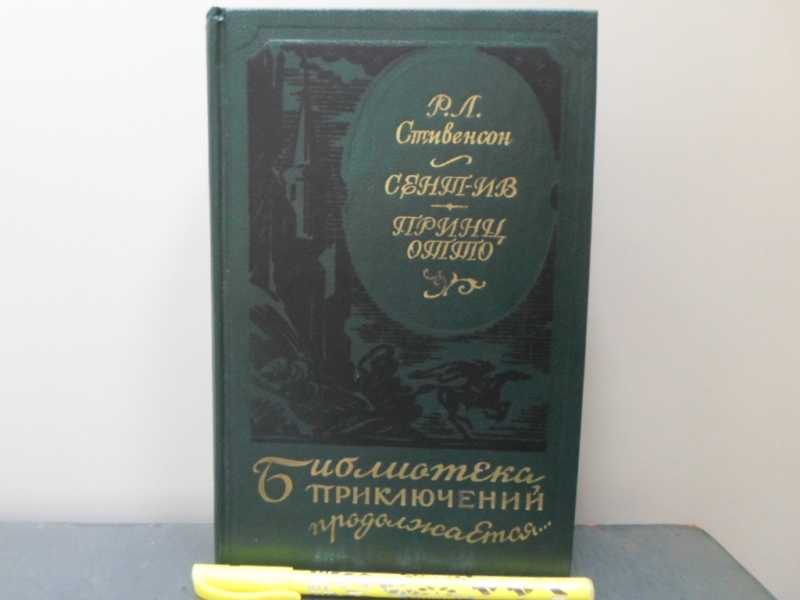 Р.Л.
Стивенсон
СЕНТ-ИВ
ПРИНЦ
ОТТО
Библиотека
ПРИКЛЮЧЕНИЙ
продолжается...